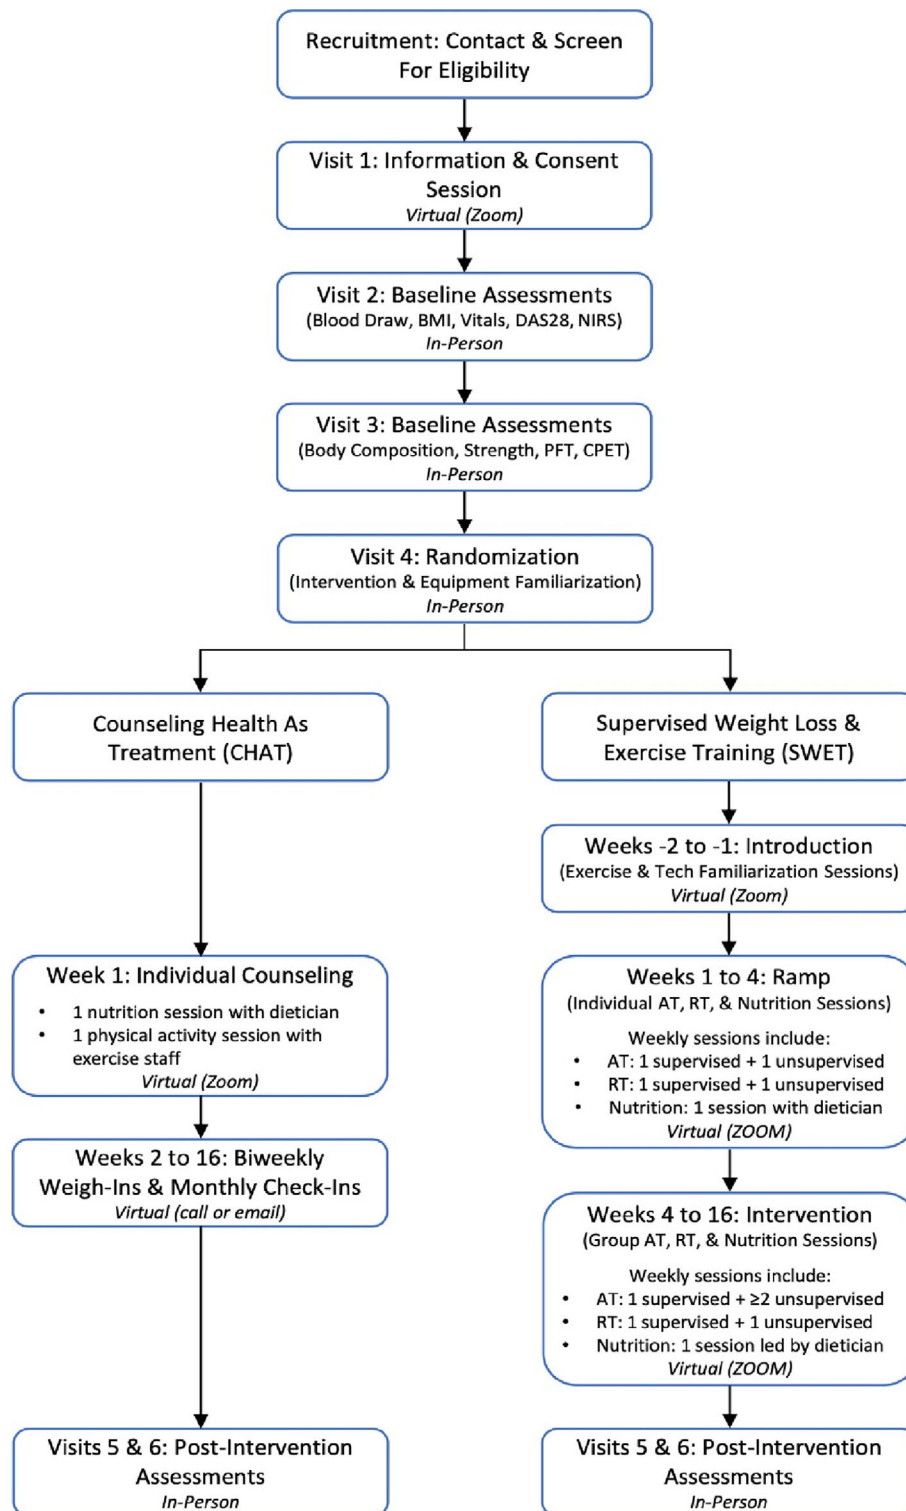 Recruitment: Contact & Screen
For Eligibility
Visit 1: Information & Consent
Session
Virtual (Zoom)
Visit 2: Baseline Assessments
(Blood Draw, BMI, Vitals, DAS28, NIRS)
In-Person
Visit 3: Baseline Assessments
(Body Composition, Strength, PFT, CPET)
In-Person
Visit 4: Randomization
(Intervention & Equipment Familiarization)
In-Person
Counseling Health As
Treatment (CHAT)
Week 1: Individual Counseling
• 1 nutrition session with dietician
• 1 physical activity session with
exercise staff
Virtual (Zoom)
Weeks 2 to 16: Biweekly
Weigh-Ins & Monthly Check-Ins
Virtual (call or email)
Visits 5 & 6: Post-Intervention
Assessments
In-Person
Supervised Weight Loss &
Exercise Training (SWET)
Weeks -2 to -1: Introduction
(Exercise & Tech Familiarization Sessions)
Virtual (Zoom)
Weeks 1 to 4: Ramp
(Individual AT, RT, & Nutrition Sessions)
Weekly sessions include:
• AT: 1 supervised + 1 unsupervised
• RT: 1 supervised + 1 unsupervised
• Nutrition: 1 session with dietician
Virtual (ZOOM)
Weeks 4 to 16: Intervention
(Group AT, RT, & Nutrition Sessions)
Weekly sessions include:
• AT: 1 supervised + ≥2 unsupervised
• RT: 1 supervised + 1 unsupervised
• Nutrition: 1 session led by dietician
Virtual (ZOOM)
Visits 5 & 6: Post-Intervention
Assessments
In-Person